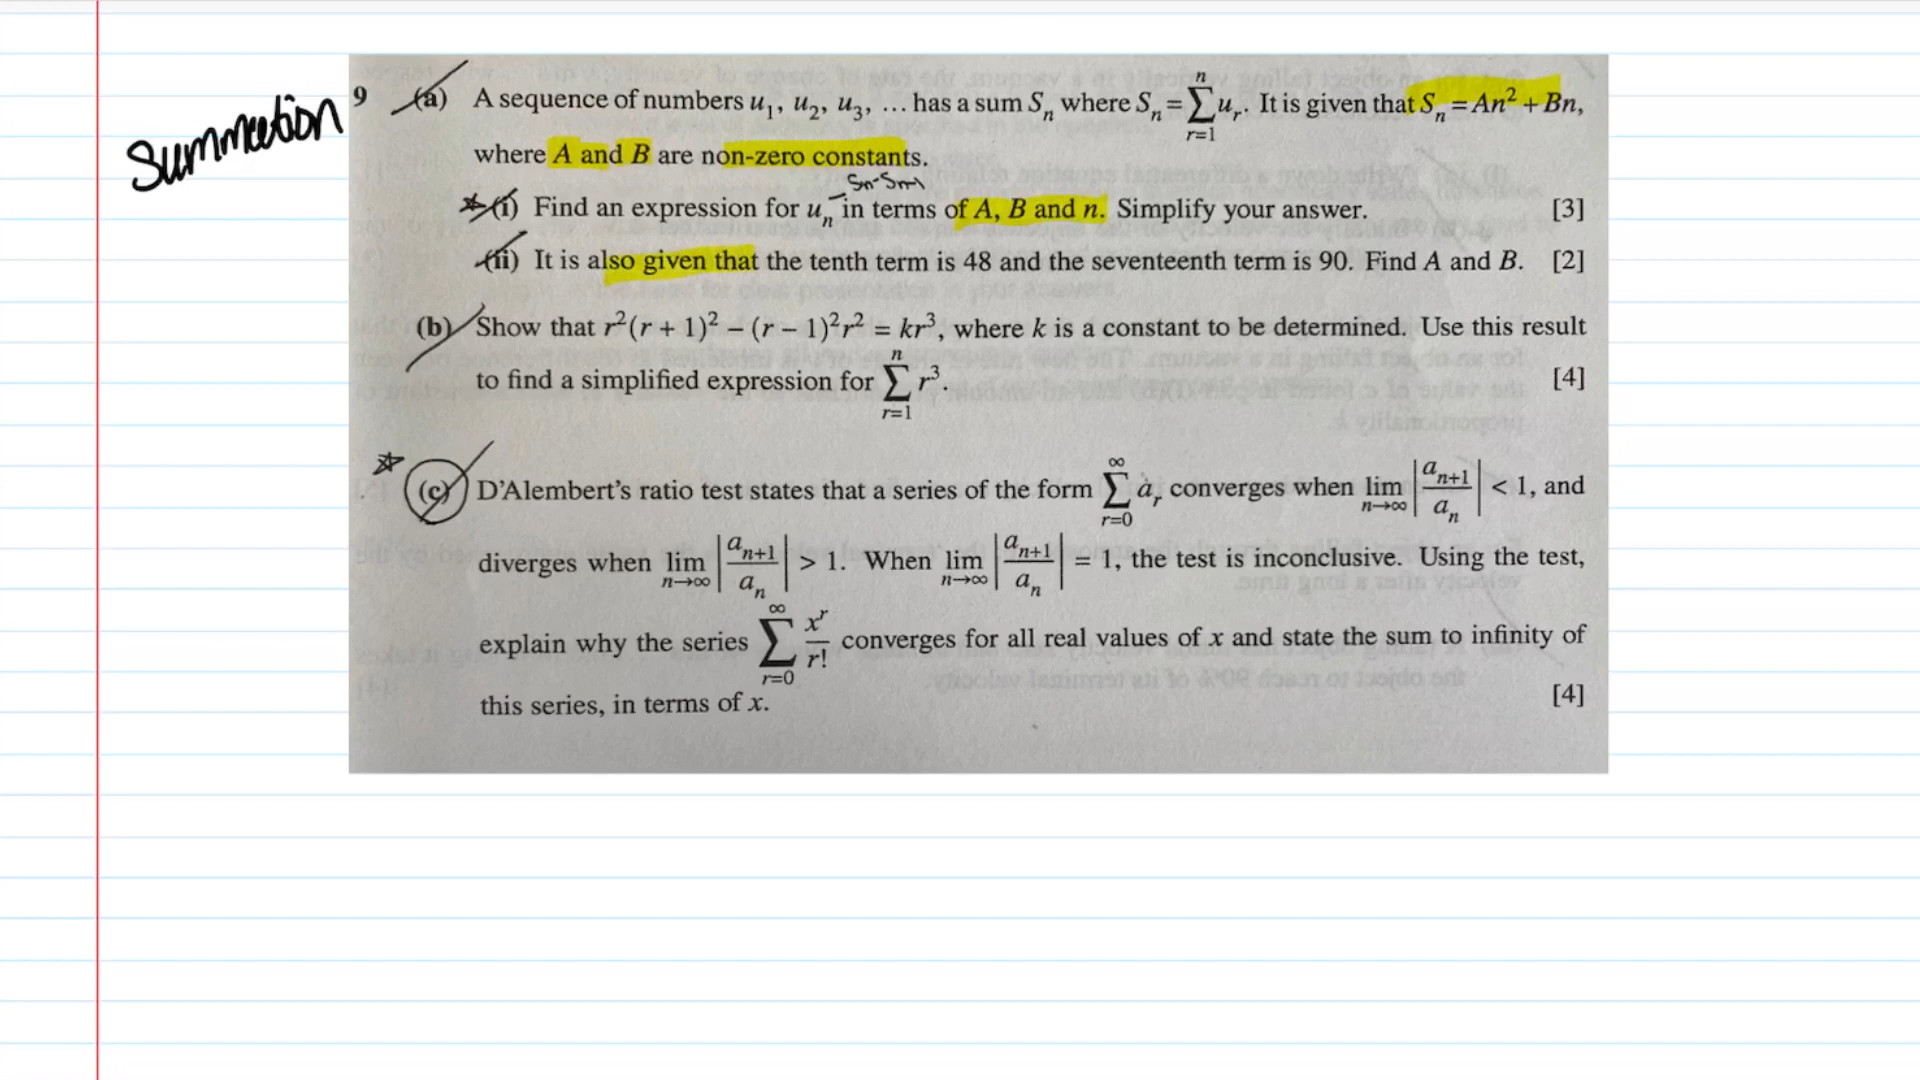 Summation
9 (a) A sequence of numbers u₁, u₂, u₃, … has a sum Sₙ where Sₙ = ∑_{r=1}^{n} uᵣ. It is given that Sₙ = An² + Bn,
where A and B are non-zero constants.
Sₙ-Sₙ₋₁
(i) Find an expression for uₙ in terms of A, B and n. Simplify your answer. [3]
(ii) It is also given that the tenth term is 48 and the seventeenth term is 90. Find A and B. [2]
(b) Show that r²(r + 1)² – (r – 1)²r² = kr³, where k is a constant to be determined. Use this result
to find a simplified expression for ∑_{r=1}^{n} r³. [4]
(c) D’Alembert’s ratio test states that a series of the form ∑_{r=0}^{∞} aᵣ converges when lim_{n→∞} |aₙ₊₁/aₙ| < 1, and
diverges when lim_{n→∞} |aₙ₊₁/aₙ| > 1. When lim_{n→∞} |aₙ₊₁/aₙ| = 1, the test is inconclusive. Using the test,
explain why the series ∑_{r=0}^{∞} xʳ/r! converges for all real values of x and state the sum to infinity of
this series, in terms of x. [4]